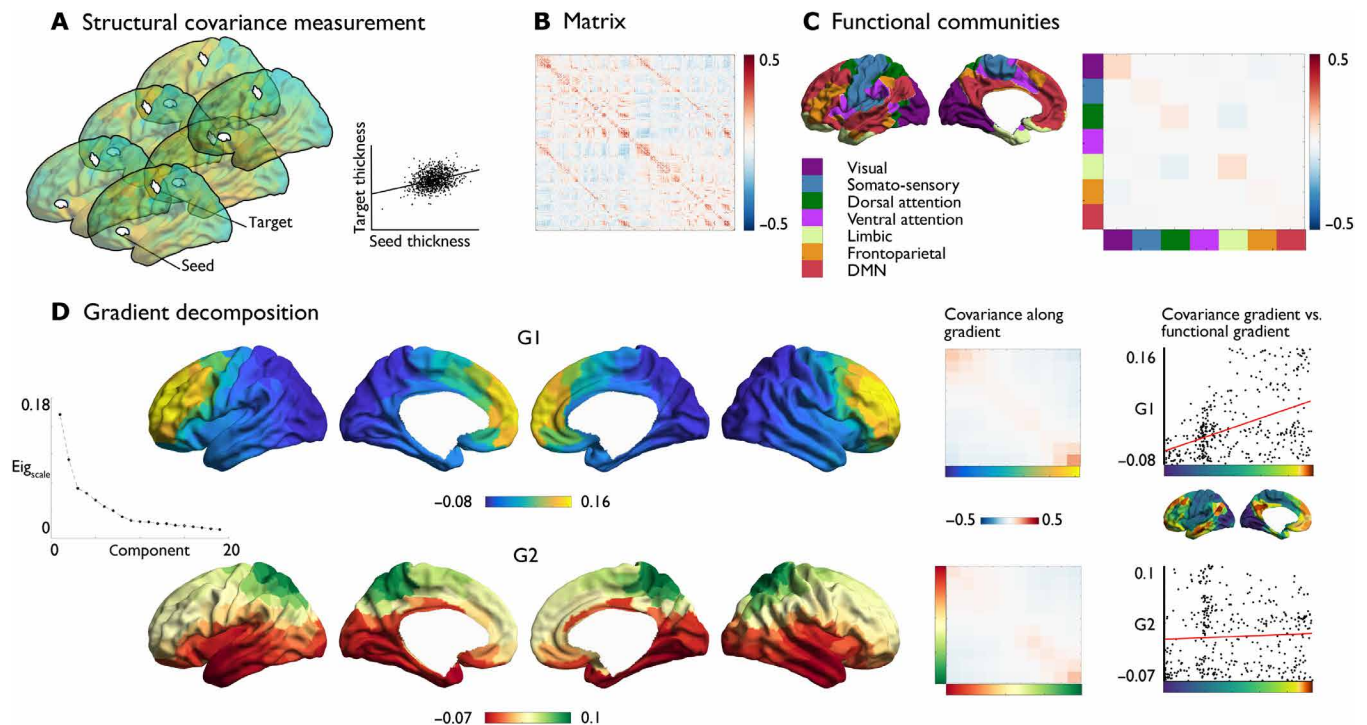 A Structural covariance measurement
Target
Seed
Target thickness
Seed thickness
B Matrix
0.5
−0.5
C Functional communities
Visual
Somato-sensory
Dorsal attention
Ventral attention
Limbic
Frontoparietal
DMN
0.5
−0.5
D Gradient decomposition
0.18
Eigscale
0
0
Component
20
G1
−0.08
0.16
G2
−0.07
0.1
Covariance along
gradient
−0.5
0.5
Covariance gradient vs.
functional gradient
0.16
G1
−0.08
0.1
G2
−0.07